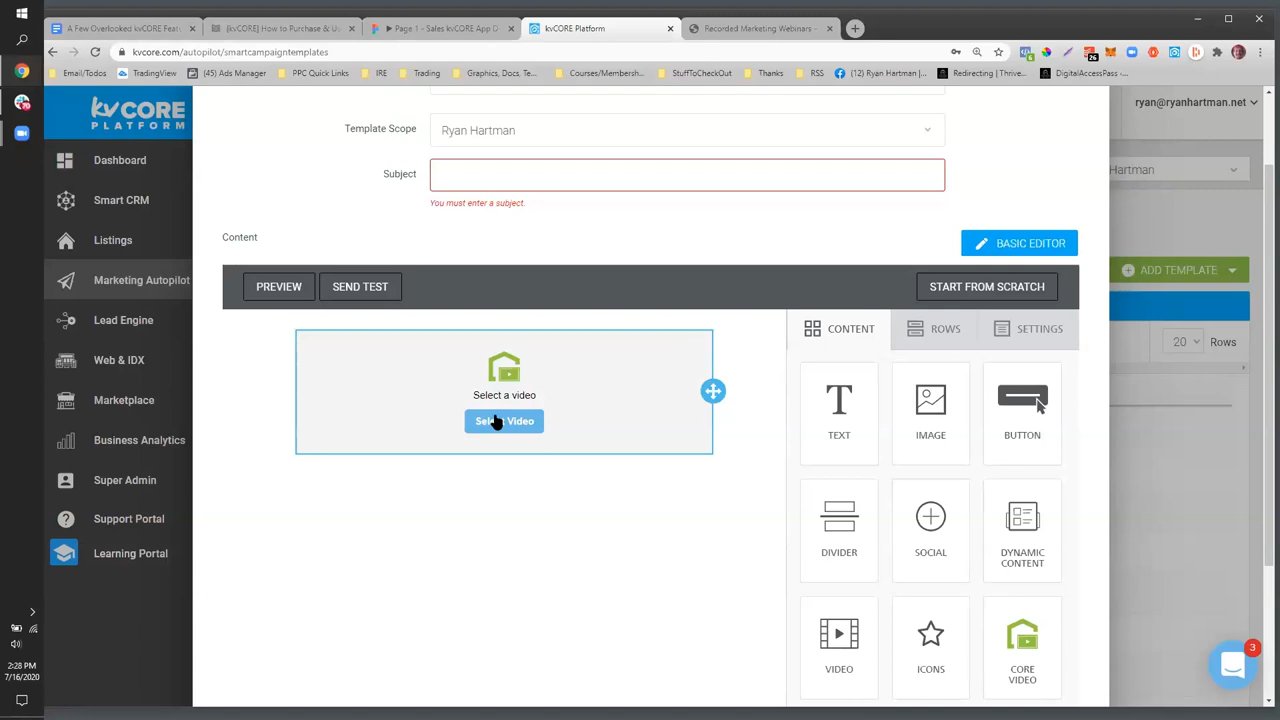 A Few Overlooked kvCORE Feat
[kvCORE] How to Purchase & U
Page 1 - Sales kvCORE App D
kvCORE Platform
Recorded Marketing Webinars -
kvcore.com/autopilot/smartcampaigntemplates
Email/Todos
TradingView
(45) Ads Manager
PPC Quick Links
IRE
Trading
Graphics, Docs, Te...
Courses/Membersh...
StuffToCheckOut
Thanks
RSS
(12) Ryan Hartman |...
Redirecting | Thrive...
DigitalAccessPass -...
kvCORE
PLATFORM
ryan@ryanhartman.net
Dashboard
Smart CRM
Listings
Marketing Autopilot
Lead Engine
Web & IDX
Marketplace
Business Analytics
Super Admin
Support Portal
Learning Portal
Template Scope
Ryan Hartman
Hartman
Subject
You must enter a subject.
Content
BASIC EDITOR
ADD TEMPLATE
PREVIEW
SEND TEST
START FROM SCRATCH
CONTENT
ROWS
SETTINGS
20
Rows
Select a video
Select Video
TEXT
IMAGE
BUTTON
DIVIDER
SOCIAL
DYNAMIC
CONTENT
VIDEO
ICONS
CORE
VIDEO
3
26
2:28 PM
7/16/2020